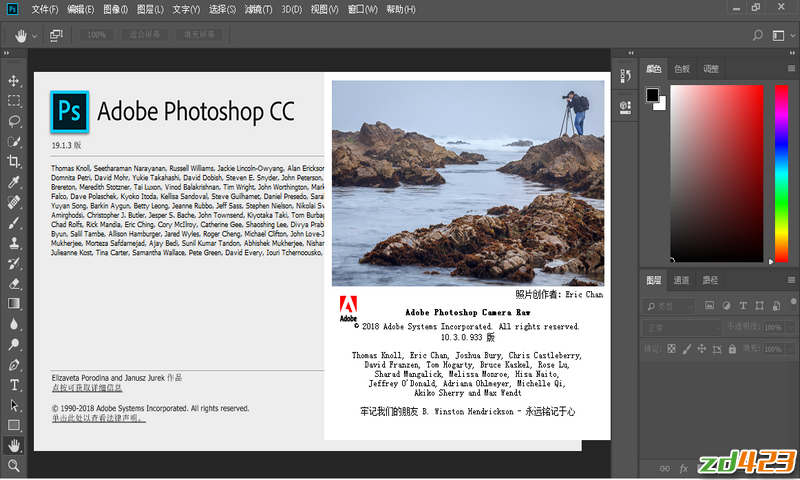 Ps 文件(F) 编辑(E) 图像(I) 图层(L) 文字(Y) 选择(S) 滤镜(T) 3D(D) 视图(V) 窗口(W) 帮助(H)
100% 适合屏幕 填充屏幕
颜色 色板 调整
Ps Adobe Photoshop CC
19.1.3 版
Thomas Knoll, Seetharaman Narayanan, Russell Williams, Jackie Lincoln-Owyang, Alan Erickson
Domnita Petri, David Mohr, Yukie Takahashi, David Dobish, Steven E. Snyder, John Peterson,
Brereton, Meredith Stotzner, Tai Luxon, Vinod Balakrishnan, Tim Wright, John Worthington, Mark
Falco, Dave Polaschek, Kyoko Itoda, Kellisa Sandoval, Steve Guilhamet, Daniel Presedo, Sara
Yuyan Song, Barkin Aygun, Betty Leong, Jeanne Rubbo, Jeff Sass, Stephen Nielson, Nikolai Sv
Amirghodsi, Christopher J. Butler, Jesper S. Bache, John Townsend, Kiyotaka Taki, Tom Burbag
Chad Rolfs, Rick Mandia, Eric Ching, Cory McIlroy, Catherine Gee, Shaoshing Lee, Divya Prab
Byun, Salil Tambe, Allison Hamburger, Jared Wyles, Roger Cheng, Michael Clifton, John Love-J
Mukherjee, Morteza Safdarnejad, Ajay Bedi, Sunil Kumar Tandon, Abhishek Mukherjee, Nishan
Julieanne Kost, Tina Carter, Samantha Wallace, Pete Green, David Every, Iouri Tchernoousko,
Elizaveta Porodina and Janusz Jurek 作品
点按可获取详细信息
© 1990-2018 Adobe Systems Incorporated. All rights reserved.
单击此处以查看法律声明。
照片创作者: Eric Chan
Adobe
Adobe Photoshop Camera Raw
© 2018 Adobe Systems Incorporated. All rights reserved.
10.3.0.933 版
Thomas Knoll, Eric Chan, Joshua Bury, Chris Castleberry,
David Franzen, Tom Hogarty, Bruce Kaskel, Rose Lu,
Sharad Mangalick, Melissa Monroe, Hisa Naito,
Jeffrey O'Donald, Adriana Ohlmeyer, Michelle Qi,
Akiko Sherry and Max Wendt
牢记我们的朋友 B. Winston Hendrickson - 永远铭记于心
图层 通道 路径
类型
正常 不透明度: 100%
锁定: 填充: 100%
fx
zd423